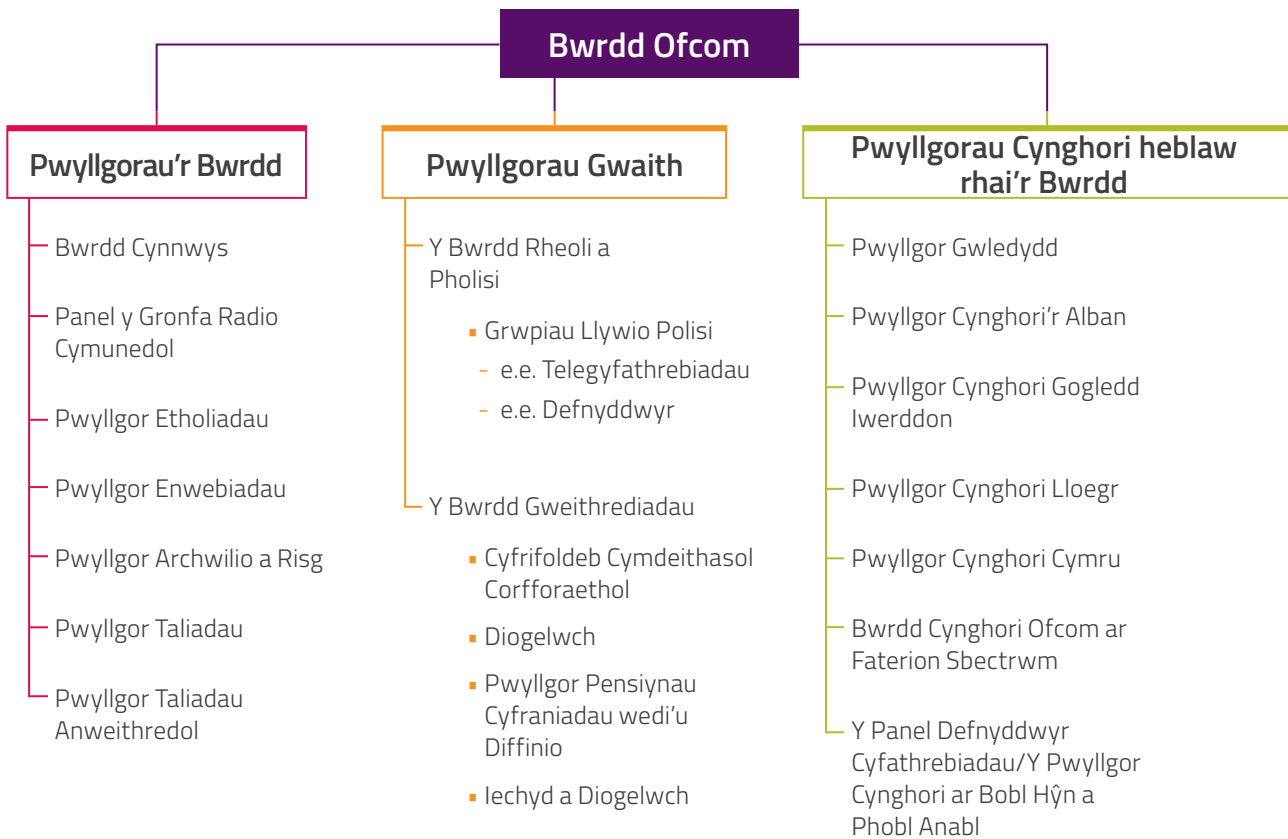 Bwrdd Ofcom
Pwyllgorau'r Bwrdd
Bwrdd Cynnwys
Panel y Gronfa Radio
Cymunedol
Pwyllgor Etholiadau
Pwyllgor Enwebiadau
Pwyllgor Archwilio a Risg
Pwyllgor Taliadau
Pwyllgor Taliadau
Anweithredol
Pwyllgorau Gwaith
Y Bwrdd Rheoli a
Pholisi
▪ Grwpiau Llywio Polisi
- e.e. Telegyfathrebiadau
- e.e. Defnyddwyr
Y Bwrdd Gweithrediadau
▪ Cyfrifoldeb Cymdeithasol
Corfforaethol
▪ Diogelwch
▪ Pwyllgor Pensiynau
Cyfraniadau wedi’u
Diffinio
▪ Iechyd a Diogelwch
Pwyllgorau Cynghori heblaw
rhai'r Bwrdd
Pwyllgor Gwledydd
Pwyllgor Cynghori’r Alban
Pwyllgor Cynghori Gogledd
Iwerddon
Pwyllgor Cynghori Lloegr
Pwyllgor Cynghori Cymru
Bwrdd Cynghori Ofcom ar
Faterion Sbectrwm
Y Panel Defnyddwyr
Cyfathrebiadau/Y Pwyllgor
Cynghori ar Bobl Hŷn a
Phobl Anabl